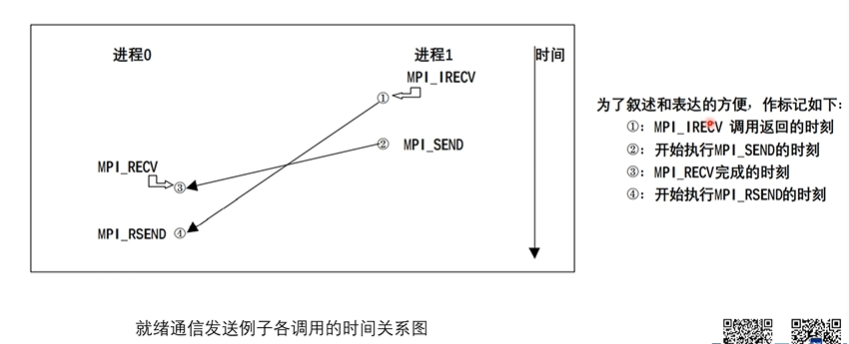 进程0
进程1
时间
MPI_IRECV
①
② MPI_SEND
MPI_RECV
③
MPI_RSEND ④
为了叙述和表达的方便，作标记如下：
①: MPI_IRECV 调用返回的时刻
②: 开始执行MPI_SEND的时刻
③: MPI_RECV完成的时刻
④: 开始执行MPI_RSEND的时刻
就绪通信发送例子各调用的时间关系图